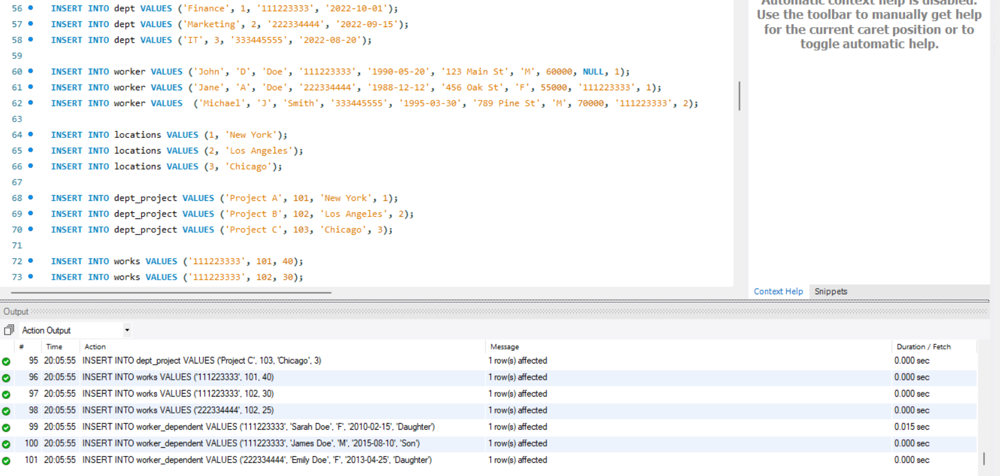 56 INSERT INTO dept VALUES ('Finance', 1, '111223333', '2022-10-01');
57 INSERT INTO dept VALUES ('Marketing', 2, '222334444', '2022-09-15');
58 INSERT INTO dept VALUES ('IT', 3, '333445555', '2022-08-20');
59
60 INSERT INTO worker VALUES ('John', 'D', 'Doe', '111223333', '1990-05-20', '123 Main St', 'M', 60000, NULL, 1);
61 INSERT INTO worker VALUES ('Jane', 'A', 'Doe', '222334444', '1988-12-12', '456 Oak St', 'F', 55000, '111223333', 1);
62 INSERT INTO worker VALUES  ('Michael', 'J', 'Smith', '333445555', '1995-03-30', '789 Pine St', 'M', 70000, '111223333', 2);
63
64 INSERT INTO locations VALUES (1, 'New York');
65 INSERT INTO locations VALUES (2, 'Los Angeles');
66 INSERT INTO locations VALUES (3, 'Chicago');
67
68 INSERT INTO dept_project VALUES ('Project A', 101, 'New York', 1);
69 INSERT INTO dept_project VALUES ('Project B', 102, 'Los Angeles', 2);
70 INSERT INTO dept_project VALUES ('Project C', 103, 'Chicago', 3);
71
72 INSERT INTO works VALUES ('111223333', 101, 40);
73 INSERT INTO works VALUES ('111223333', 102, 30);
Automatic context help is disabled.
Use the toolbar to manually get help
for the current caret position or to
toggle automatic help.
Context Help Snippets
Output
Action Output
# Time Action Message Duration / Fetch
95 20:05:55 INSERT INTO dept_project VALUES ('Project C', 103, 'Chicago', 3) 1 row(s) affected 0.000 sec
96 20:05:55 INSERT INTO works VALUES ('111223333', 101, 40) 1 row(s) affected 0.000 sec
97 20:05:55 INSERT INTO works VALUES ('111223333', 102, 30) 1 row(s) affected 0.000 sec
98 20:05:55 INSERT INTO works VALUES ('222334444', 102, 25) 1 row(s) affected 0.000 sec
99 20:05:55 INSERT INTO worker_dependent VALUES ('111223333', 'Sarah Doe', 'F', '2010-02-15', 'Daughter') 1 row(s) affected 0.015 sec
100 20:05:55 INSERT INTO worker_dependent VALUES ('111223333', 'James Doe', 'M', '2015-08-10', 'Son') 1 row(s) affected 0.000 sec
101 20:05:55 INSERT INTO worker_dependent VALUES ('222334444', 'Emily Doe', 'F', '2013-04-25', 'Daughter') 1 row(s) affected 0.000 sec